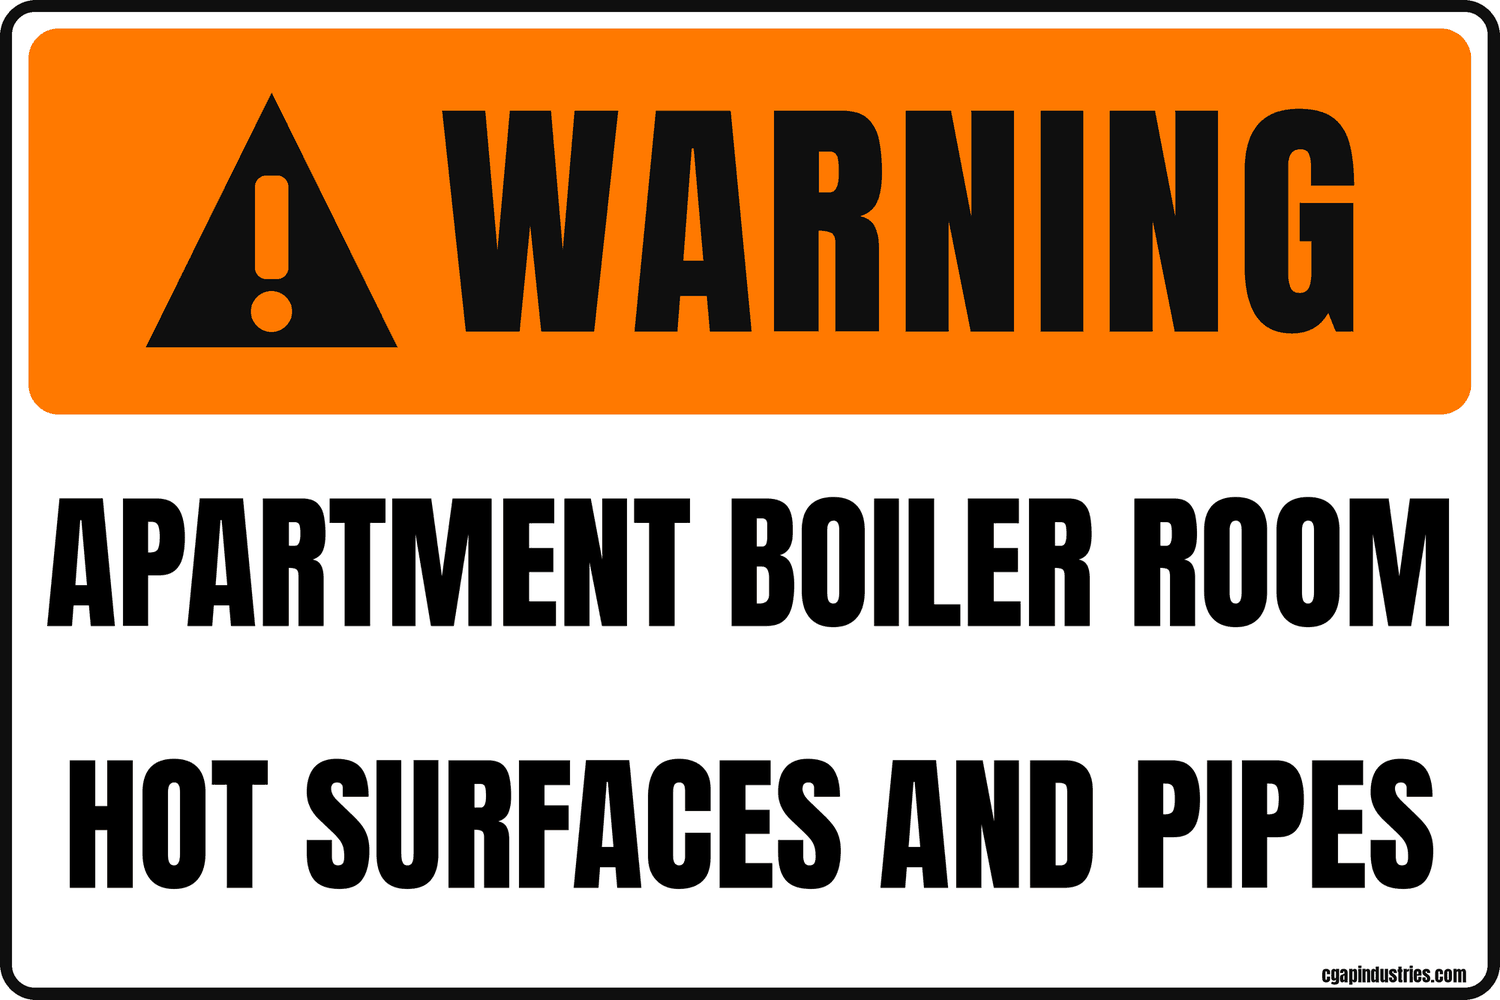 WARNING
APARTMENT BOILER ROOM
HOT SURFACES AND PIPES
cgapindustries.com